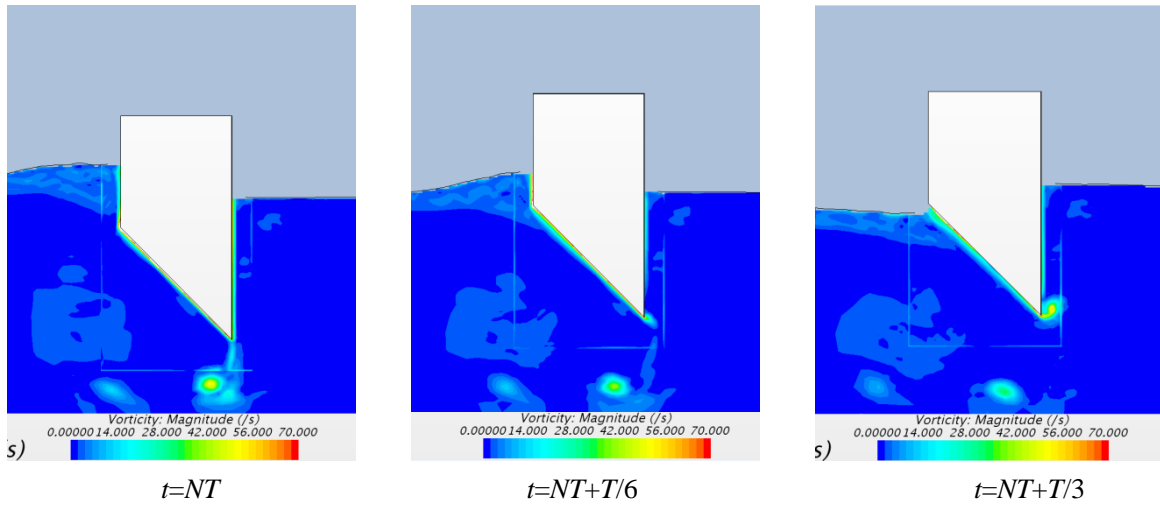 Vorticity: Magnitude (/s)
0.00000 14.000 28.000 42.000 56.000 70.000
/s)
t=NT
Vorticity: Magnitude (/s)
0.00000 14.000 28.000 42.000 56.000 70.000
t=NT+T/6
Vorticity: Magnitude (/s)
0.00000 14.000 28.000 42.000 56.000 70.000
s)
t=NT+T/3